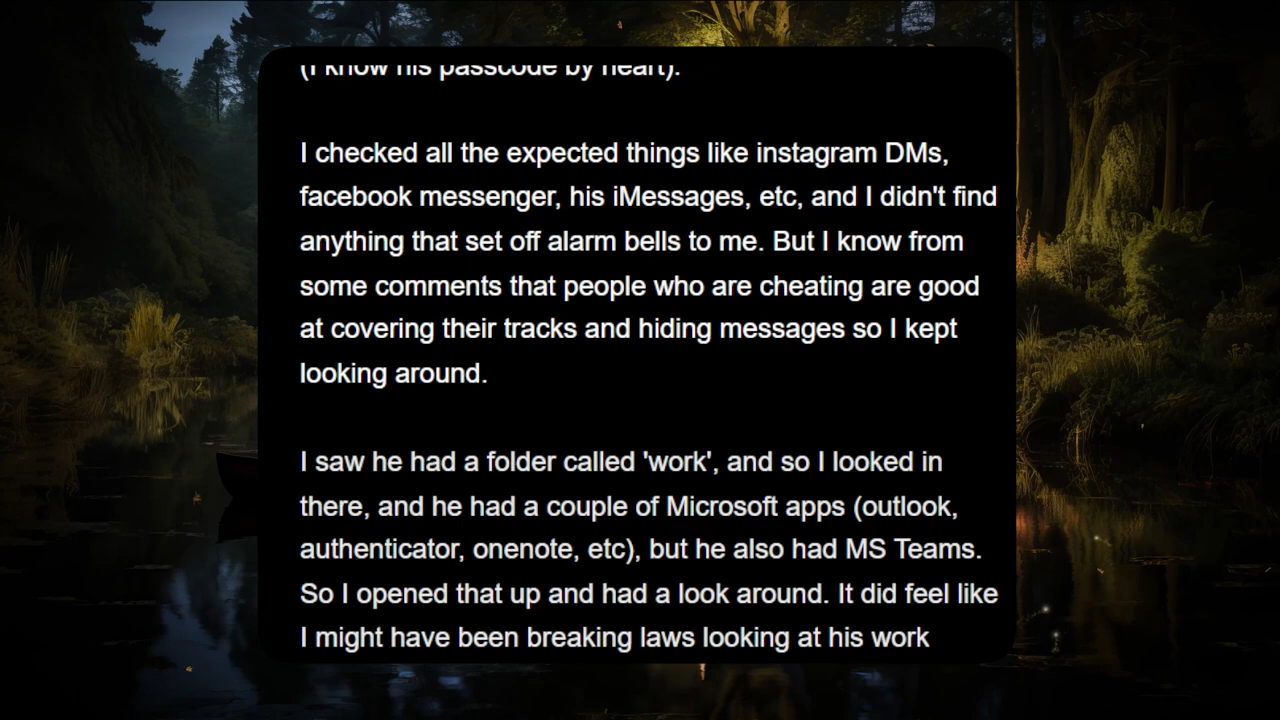 (I know his passcode by heart).
I checked all the expected things like instagram DMs,
facebook messenger, his iMessages, etc, and I didn't find
anything that set off alarm bells to me. But I know from
some comments that people who are cheating are good
at covering their tracks and hiding messages so I kept
looking around.
I saw he had a folder called 'work', and so I looked in
there, and he had a couple of Microsoft apps (outlook,
authenticator, onenote, etc), but he also had MS Teams.
So I opened that up and had a look around. It did feel like
I might have been breaking laws looking at his work